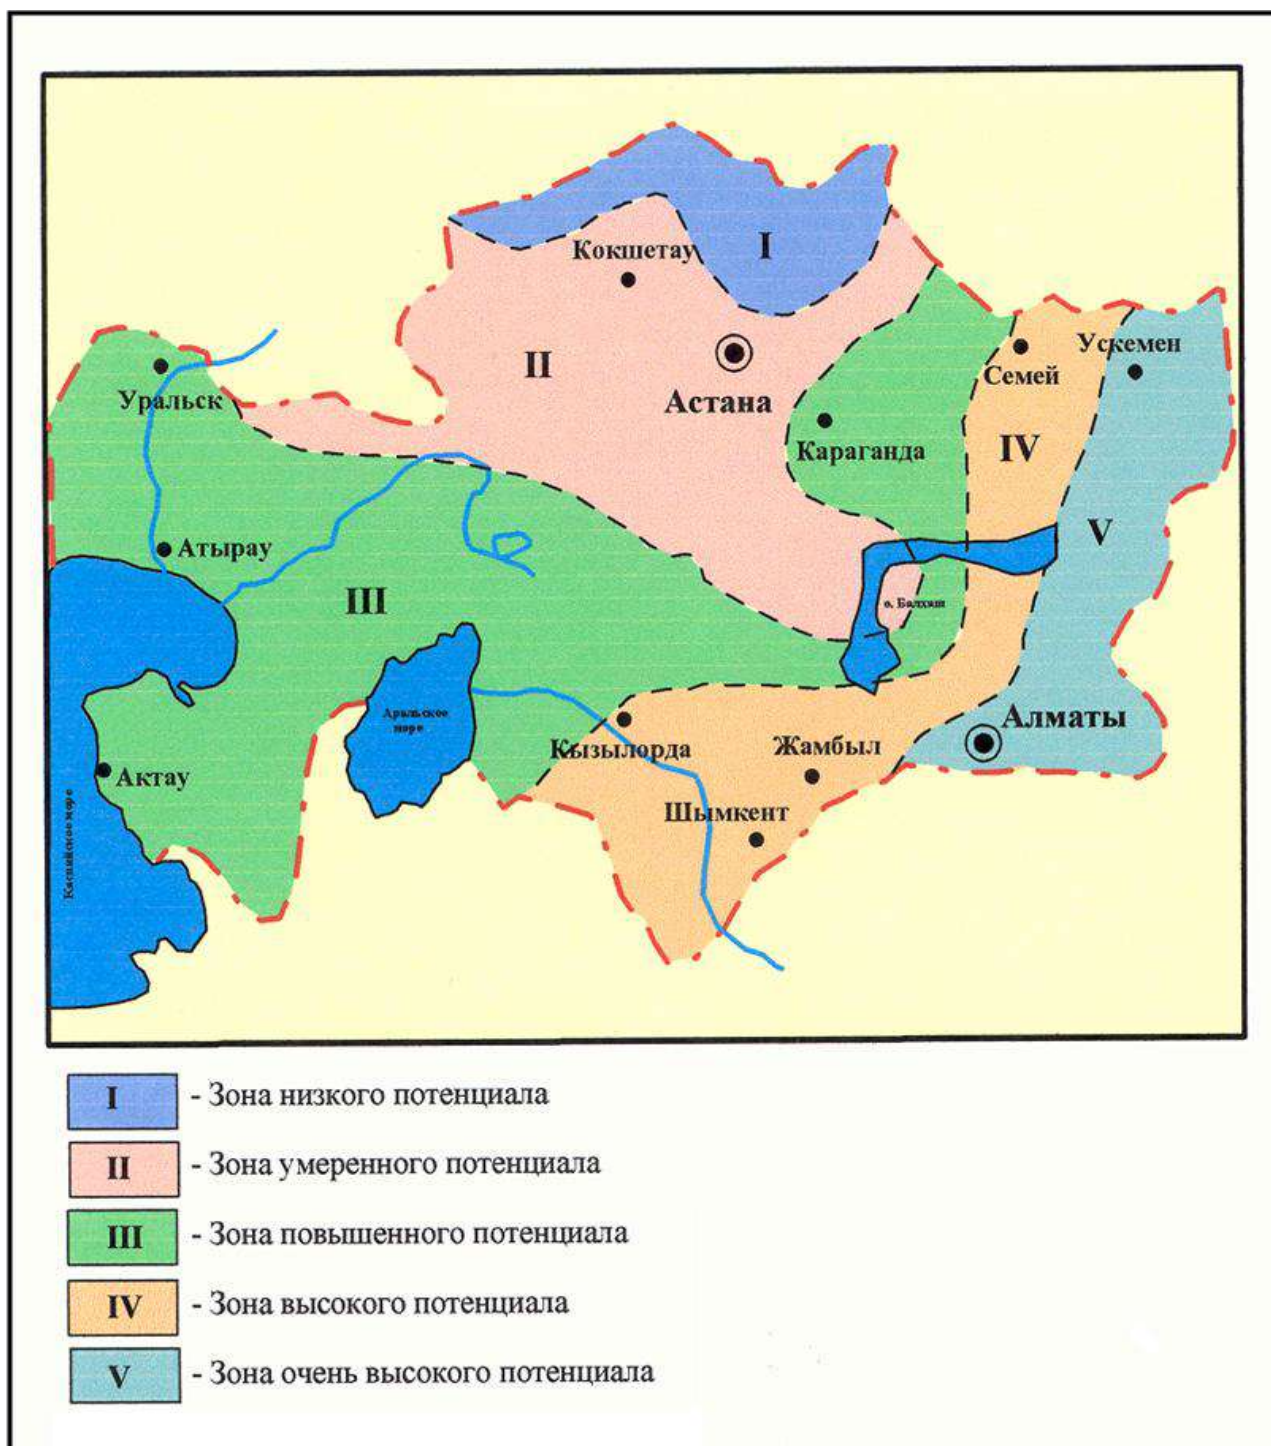 I
Кокшетау
II
Астана
Ускемен
Семей
Уральск
IV
Караганда
V
Атырау
III
о. Балхаш
Аральское
море
Алматы
Кызылорда
Жамбыл
Актау
Шымкент
Каспийское море
I - Зона низкого потенциала
II - Зона умеренного потенциала
III - Зона повышенного потенциала
IV - Зона высокого потенциала
V - Зона очень высокого потенциала